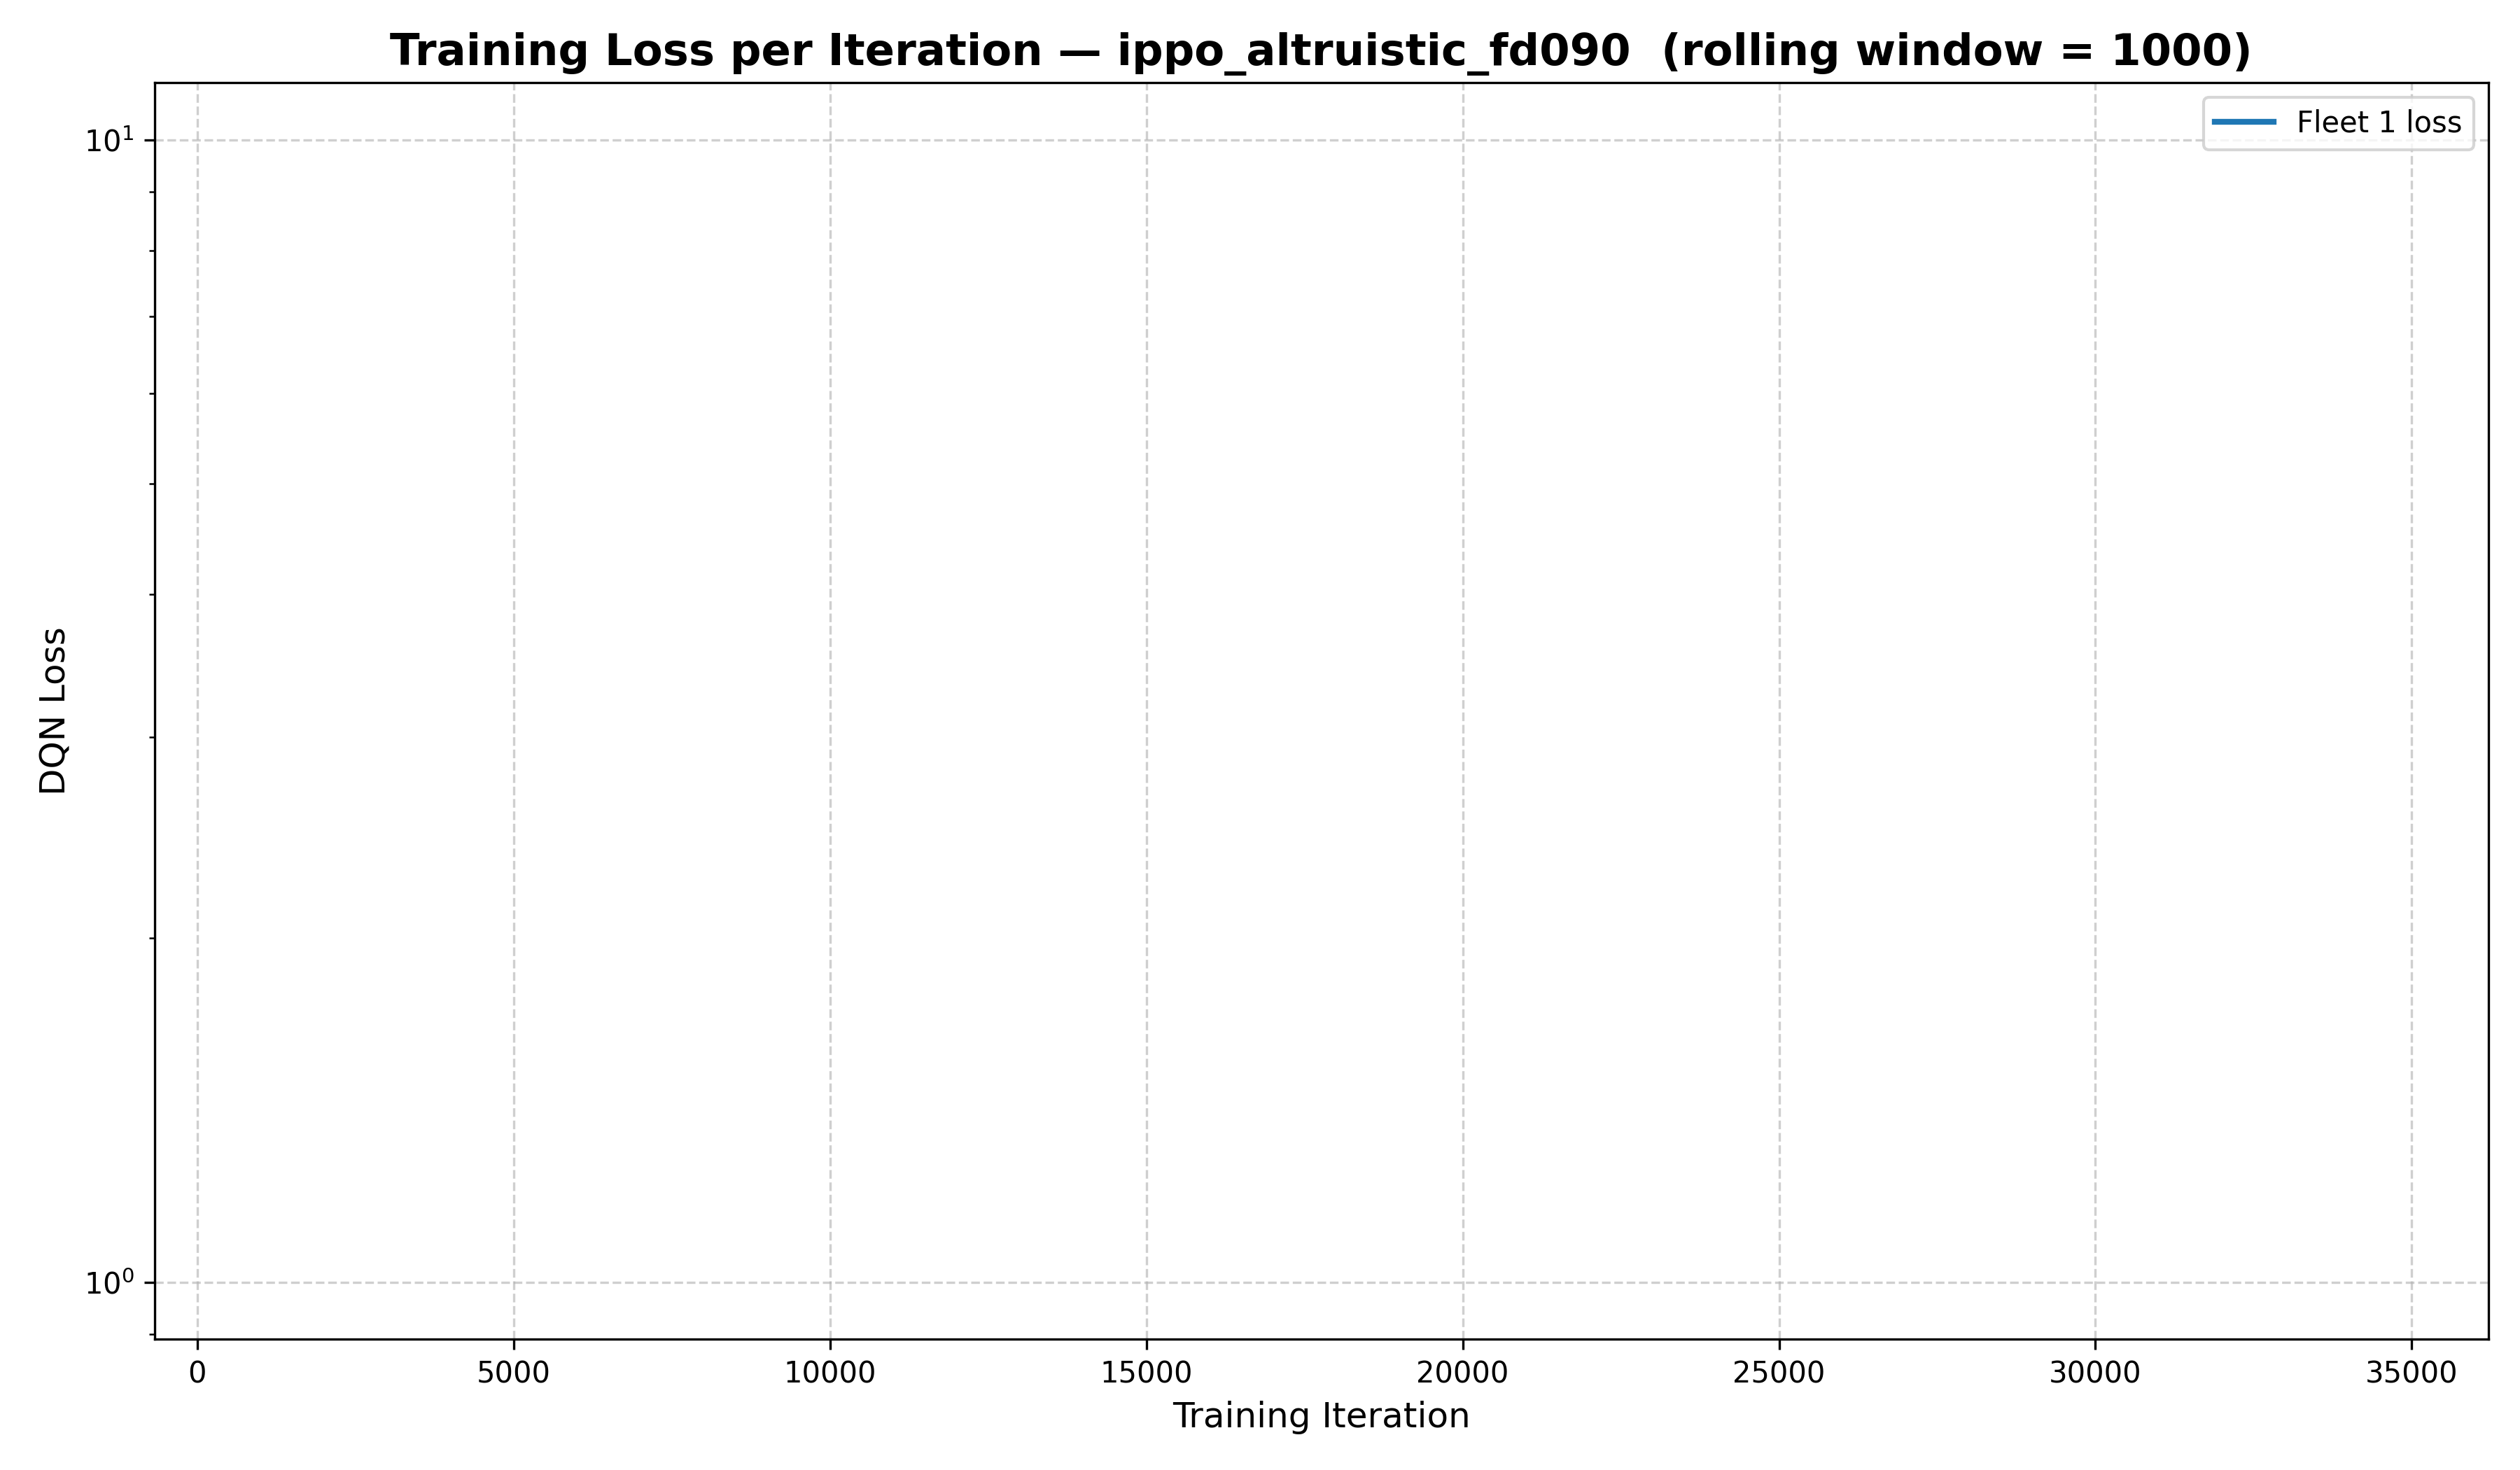 Training Loss per Iteration — ippo_altruistic_fd090  (rolling window = 1000)
Fleet 1 loss
10¹
10⁰
DQN Loss
0 5000 10000 15000 20000 25000 30000 35000
Training Iteration